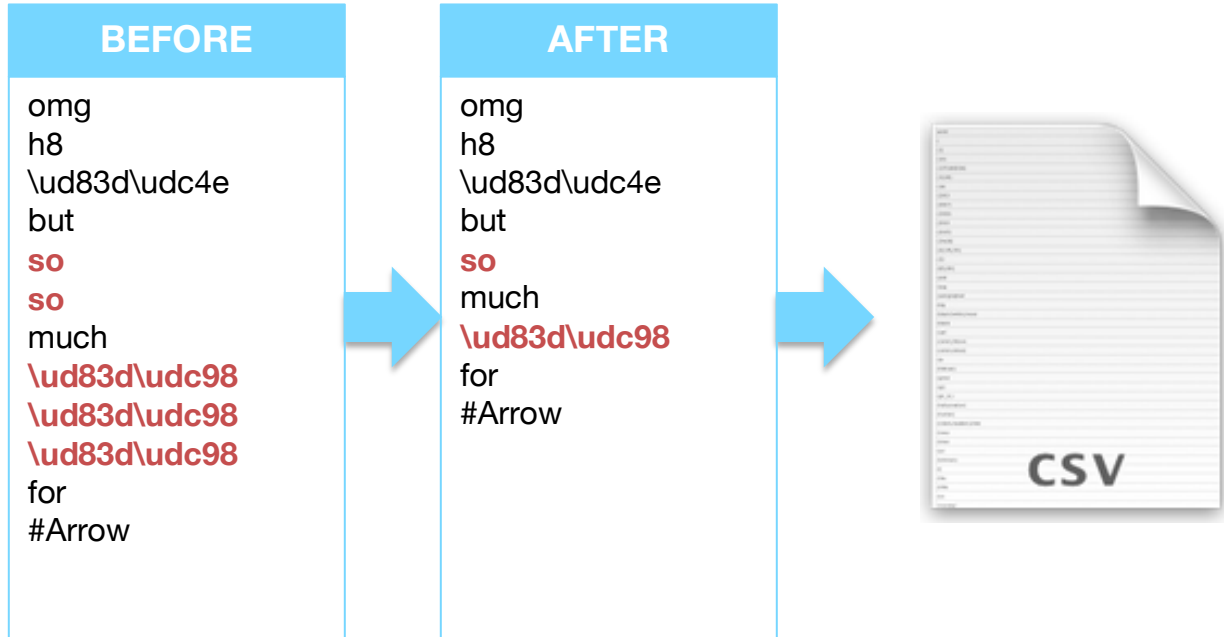 BEFORE
omg
h8
\ud83d\udc4e
but
so
so
much
\ud83d\udc98
\ud83d\udc98
\ud83d\udc98
for
#Arrow
AFTER
omg
h8
\ud83d\udc4e
but
so
much
\ud83d\udc98
for
#Arrow
CSV